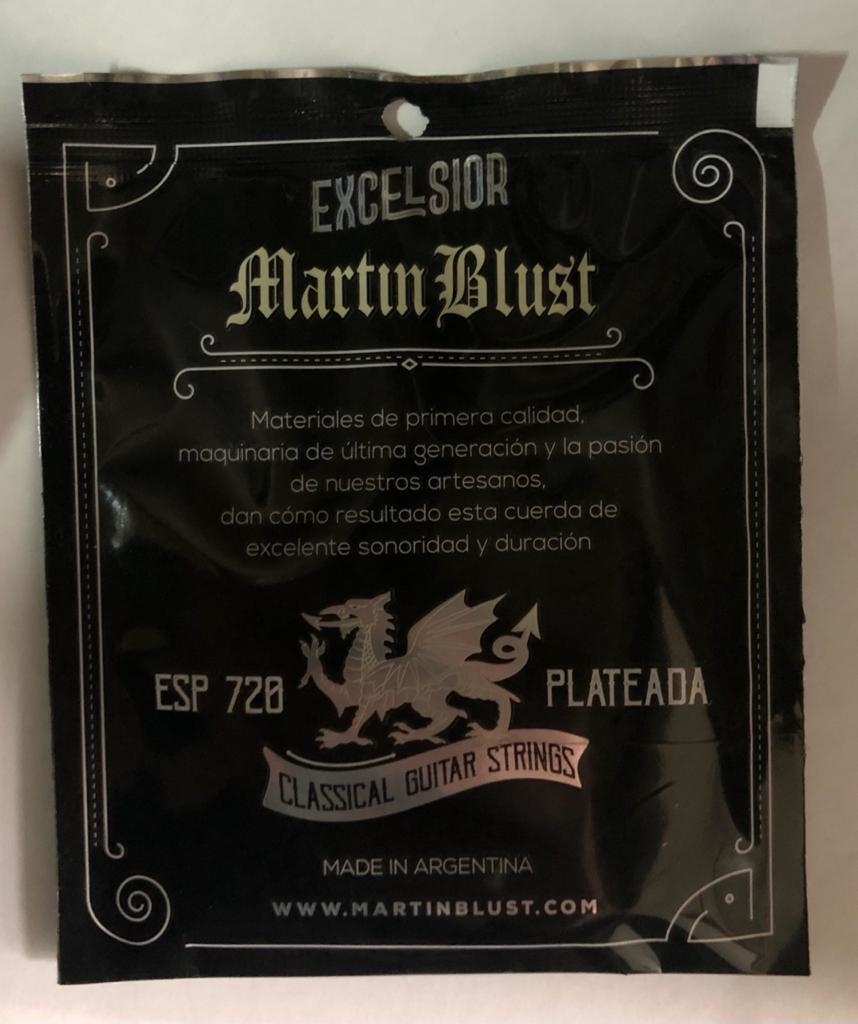 EXCELSIOR
Martin Blust
Materiales de primera calidad,
maquinaria de última generación y la pasión
de nuestros artesanos,
dan cómo resultado esta cuerda de
excelente sonoridad y duración
ESP 720 PLATEADA
CLASSICAL GUITAR STRINGS
MADE IN ARGENTINA
WWW.MARTINBLUST.COM